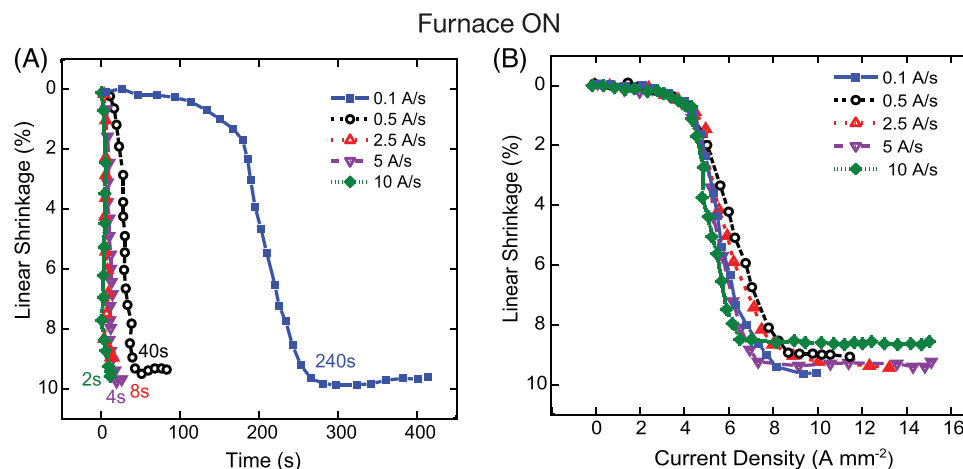 Furnace ON
(A)
0
2
4
6
8
10
Linear Shrinkage (%)
0.1 A/s
0.5 A/s
2.5 A/s
5 A/s
10 A/s
240s
40s
2s
8s
4s
0 100 200 300 400
Time (s)
(B)
0
2
4
6
8
10
Linear Shrinkage (%)
0.1 A/s
0.5 A/s
2.5 A/s
5 A/s
10 A/s
0 2 4 6 8 10 12 14 16
Current Density (A mm⁻²)